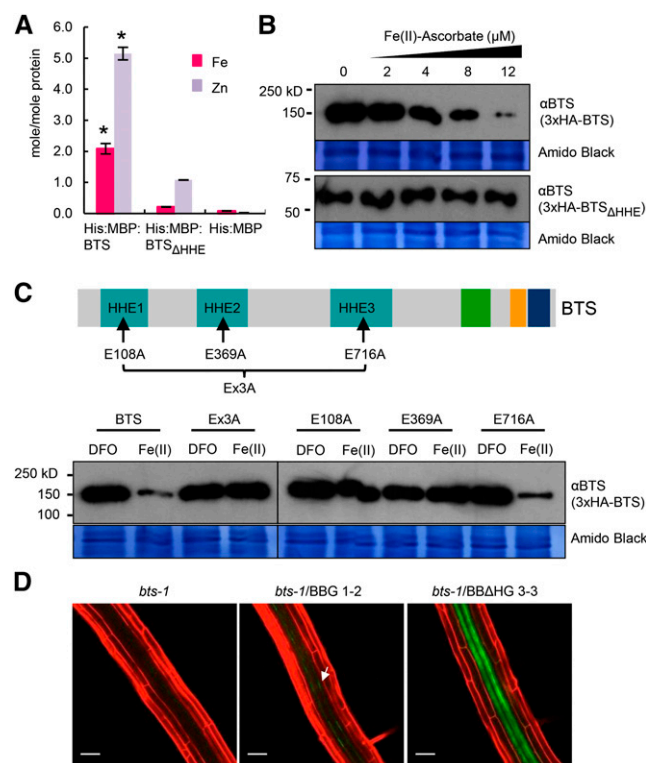 A
mole/mole protein
6.0
5.0
4.0
3.0
2.0
1.0
0.0
*
*
Fe
Zn
His:MBP:
BTS
His:MBP:
BTSΔHHE
His:MBP
B
Fe(II)-Ascorbate (µM)
0 2 4 8 12
250 kD
150
αBTS
(3xHA-BTS)
Amido Black
75
50
αBTS
(3xHA-BTSΔHHE)
Amido Black
C
HHE1 HHE2 HHE3 BTS
E108A E369A E716A
Ex3A
BTS Ex3A E108A E369A E716A
DFO Fe(II) DFO Fe(II) DFO Fe(II) DFO Fe(II) DFO Fe(II)
250 kD
150
100
αBTS
(3xHA-BTS)
Amido Black
D
bts-1 bts-1/BBG 1-2 bts-1/BBΔHG 3-3